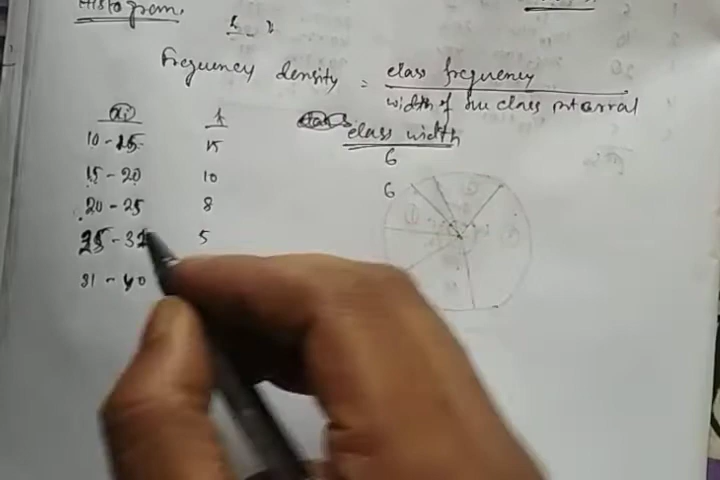 Histogram.
Frequency density = class frequency
width of the class interval
class width
xi f
10 - 15 15
15 - 20 10
20 - 25 8
25 - 31 5
31 - 40
6
6